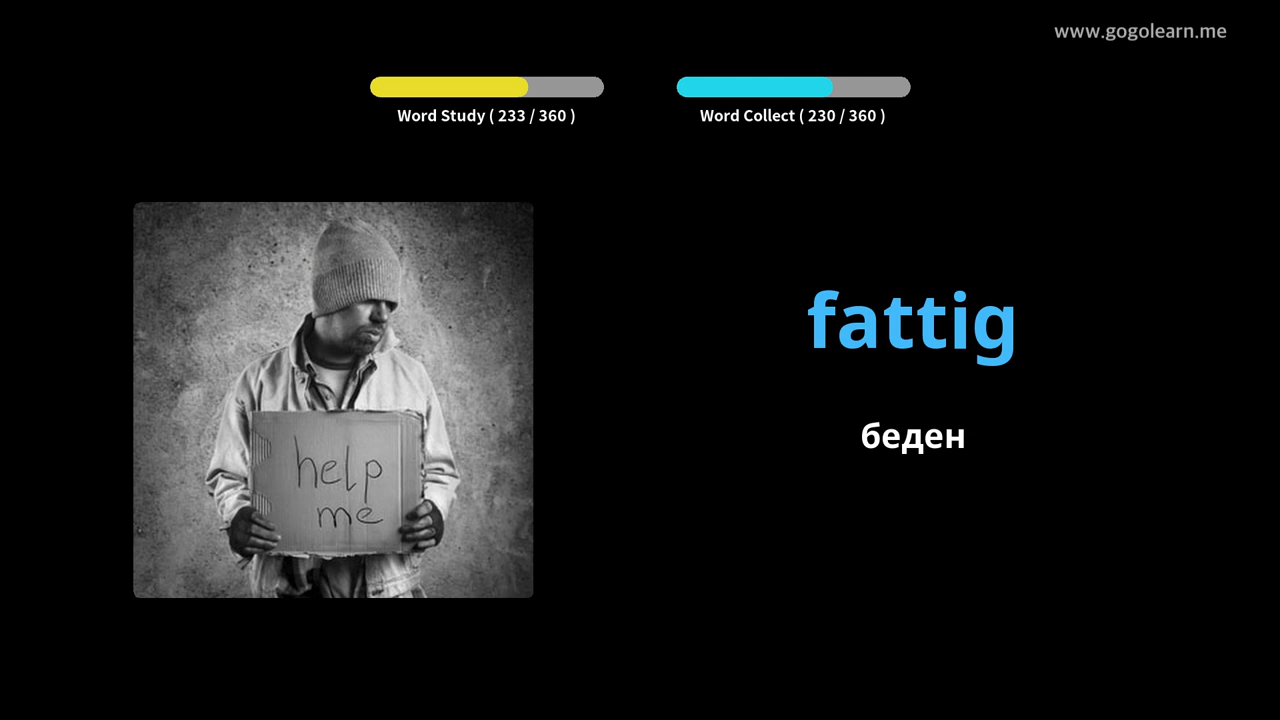 www.gogolearn.me
Word Study ( 233 / 360 )
Word Collect ( 230 / 360 )
help
me
fattig
беден